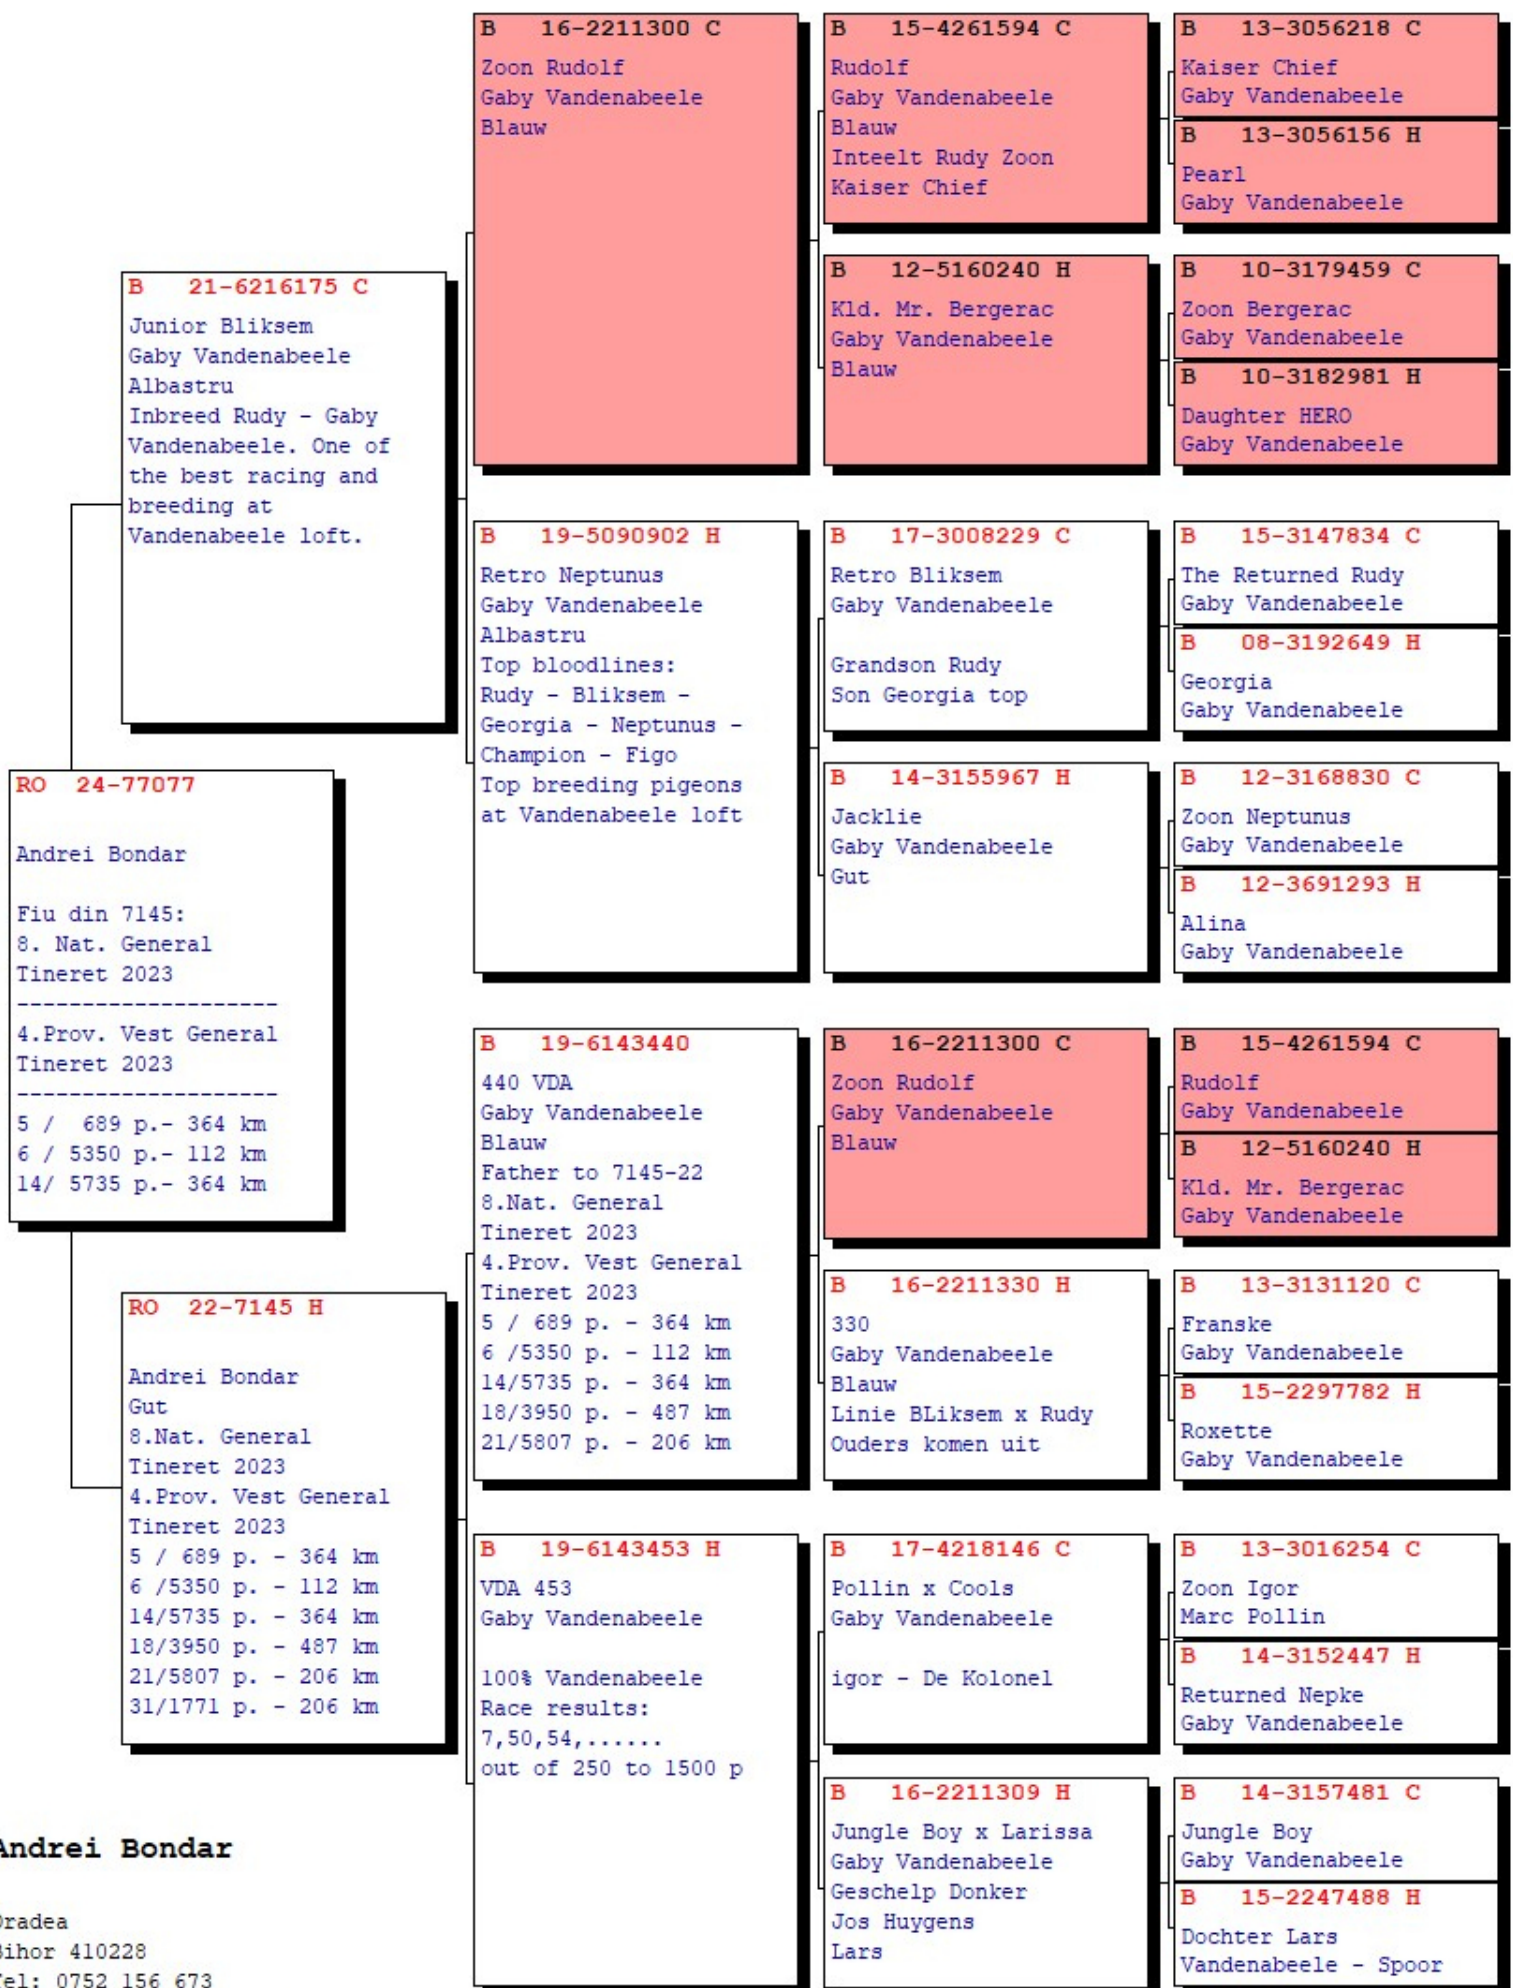 RO 24-77077
Andrei Bondar
Fiu din 7145:
8. Nat. General
Tineret 2023
--------------------
4.Prov. Vest General
Tineret 2023
--------------------
5 / 689 p.- 364 km
6 / 5350 p.- 112 km
14/ 5735 p.- 364 km
B 21-6216175 C
Junior Bliksem
Gaby Vandenabeele
Albastru
Inbreed Rudy - Gaby
Vandenabeele. One of
the best racing and
breeding at
Vandenabeele loft.
RO 22-7145 H
Andrei Bondar
Gut
8.Nat. General
Tineret 2023
4.Prov. Vest General
Tineret 2023
5 / 689 p. - 364 km
6 /5350 p. - 112 km
14/5735 p. - 364 km
18/3950 p. - 487 km
21/5807 p. - 206 km
31/1771 p. - 206 km
B 16-2211300 C
Zoon Rudolf
Gaby Vandenabeele
Blauw
B 19-5090902 H
Retro Neptunus
Gaby Vandenabeele
Albastru
Top bloodlines:
Rudy - Bliksem -
Georgia - Neptunus -
Champion - Figo
Top breeding pigeons
at Vandenabeele loft
B 19-6143440
440 VDA
Gaby Vandenabeele
Blauw
Father to 7145-22
8.Nat. General
Tineret 2023
4.Prov. Vest General
Tineret 2023
5 / 689 p. - 364 km
6 /5350 p. - 112 km
14/5735 p. - 364 km
18/3950 p. - 487 km
21/5807 p. - 206 km
B 19-6143453 H
VDA 453
Gaby Vandenabeele
100% Vandenabeele
Race results:
7,50,54,......
out of 250 to 1500 p
B 15-4261594 C
Rudolf
Gaby Vandenabeele
Blauw
Inteelt Rudy Zoon
Kaiser Chief
B 12-5160240 H
Kld. Mr. Bergerac
Gaby Vandenabeele
Blauw
B 17-3008229 C
Retro Bliksem
Gaby Vandenabeele
Grandson Rudy
Son Georgia top
B 14-3155967 H
Jacklie
Gaby Vandenabeele
Gut
B 16-2211300 C
Zoon Rudolf
Gaby Vandenabeele
Blauw
B 16-2211330 H
330
Gaby Vandenabeele
Blauw
Linie BLiksem x Rudy
Ouders komen uit
B 17-4218146 C
Pollin x Cools
Gaby Vandenabeele
igor - De Kolonel
B 16-2211309 H
Jungle Boy x Larissa
Gaby Vandenabeele
Geschelp Donker
Jos Huygens
Lars
B 13-3056218 C
Kaiser Chief
Gaby Vandenabeele
B 13-3056156 H
Pearl
Gaby Vandenabeele
B 10-3179459 C
Zoon Bergerac
Gaby Vandenabeele
B 10-3182981 H
Daughter HERO
Gaby Vandenabeele
B 15-3147834 C
The Returned Rudy
Gaby Vandenabeele
B 08-3192649 H
Georgia
Gaby Vandenabeele
B 12-3168830 C
Zoon Neptunus
Gaby Vandenabeele
B 12-3691293 H
Alina
Gaby Vandenabeele
B 15-4261594 C
Rudolf
Gaby Vandenabeele
B 12-5160240 H
Kld. Mr. Bergerac
Gaby Vandenabeele
B 13-3131120 C
Franske
Gaby Vandenabeele
B 15-2297782 H
Roxette
Gaby Vandenabeele
B 13-3016254 C
Zoon Igor
Marc Pollin
B 14-3152447 H
Returned Nepke
Gaby Vandenabeele
B 14-3157481 C
Jungle Boy
Gaby Vandenabeele
B 15-2247488 H
Dochter Lars
Vandenabeele - Spoor
Andrei Bondar
Oradea
Bihor 410228
Tel: 0752 156 673